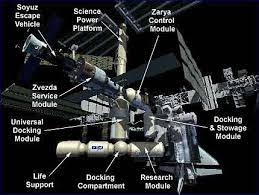 Soyuz
Escape
Vehicle
Science
Power
Platform
Zarya
Control
Module
Zvezda
Service
Module
Universal
Docking
Module
Docking
& Stowage
Module
Life
Support
Docking
Compartment
Research
Module